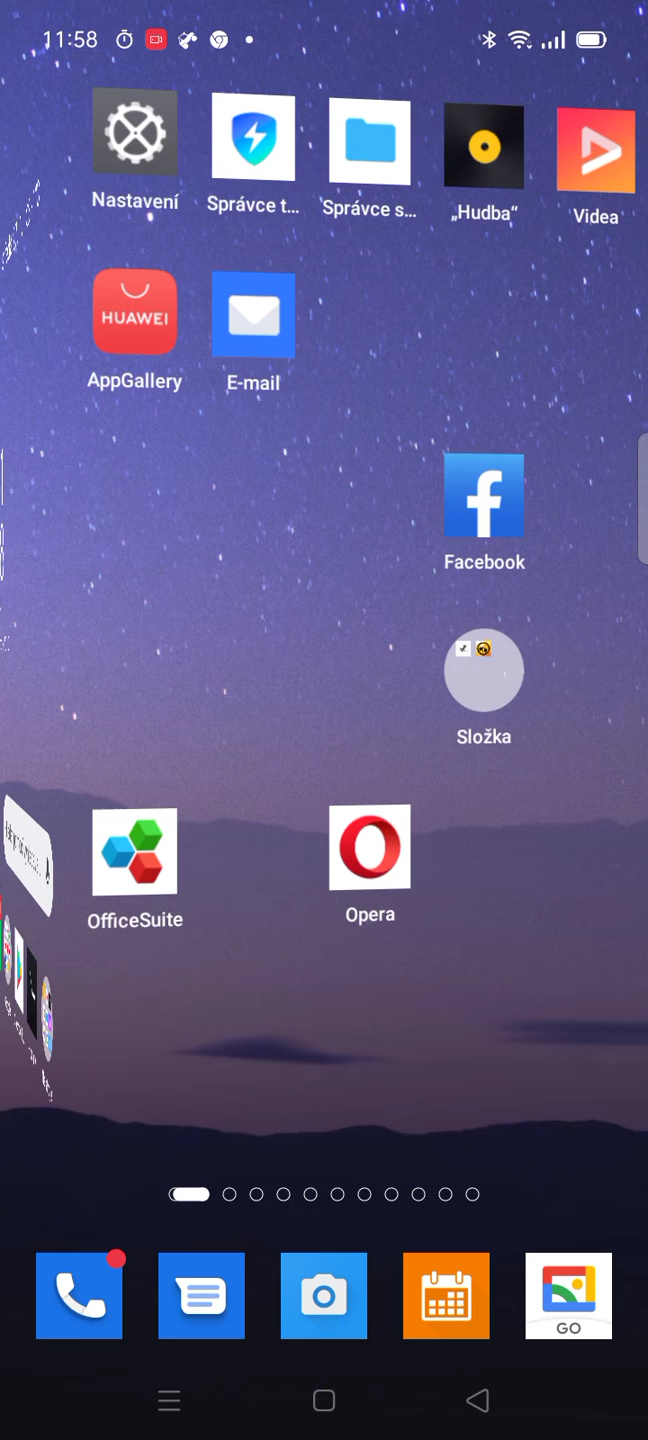 11:58
Nastavení
Správce t...
Správce s...
„Hudba“
Videa
HUAWEI
AppGallery
E-mail
Facebook
Složka
OfficeSuite
Opera
GO